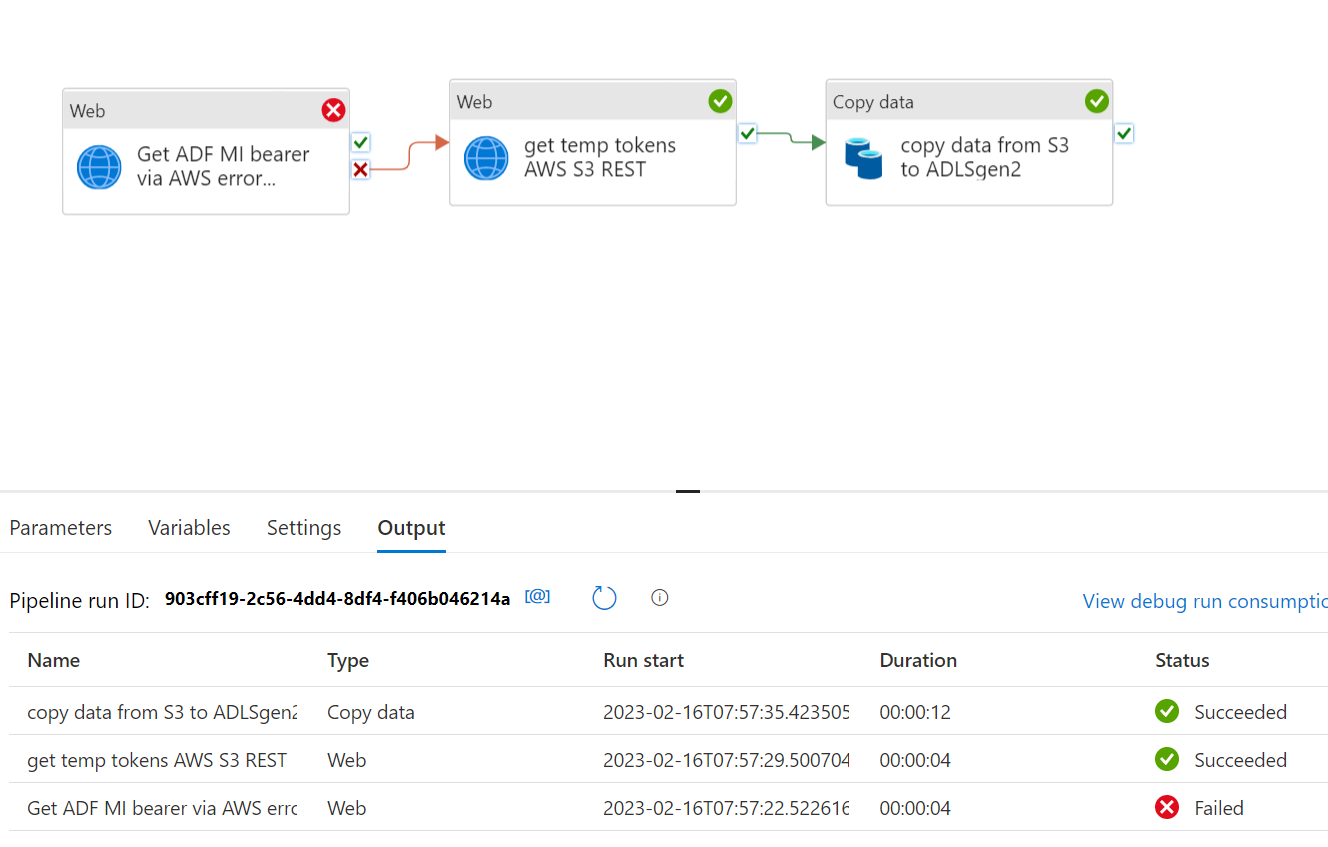 Web
Get ADF MI bearer
via AWS error...
Web
get temp tokens
AWS S3 REST
Copy data
copy data from S3
to ADLSgen2
Parameters Variables Settings Output
Pipeline run ID: 903cff19-2c56-4dd4-8df4-f406b046214a [@] View debug run consumptio
Name Type Run start Duration Status
copy data from S3 to ADLSgen2 Copy data 2023-02-16T07:57:35.423505 00:00:12 Succeeded
get temp tokens AWS S3 REST Web 2023-02-16T07:57:29.500704 00:00:04 Succeeded
Get ADF MI bearer via AWS errc Web 2023-02-16T07:57:22.522616 00:00:04 Failed